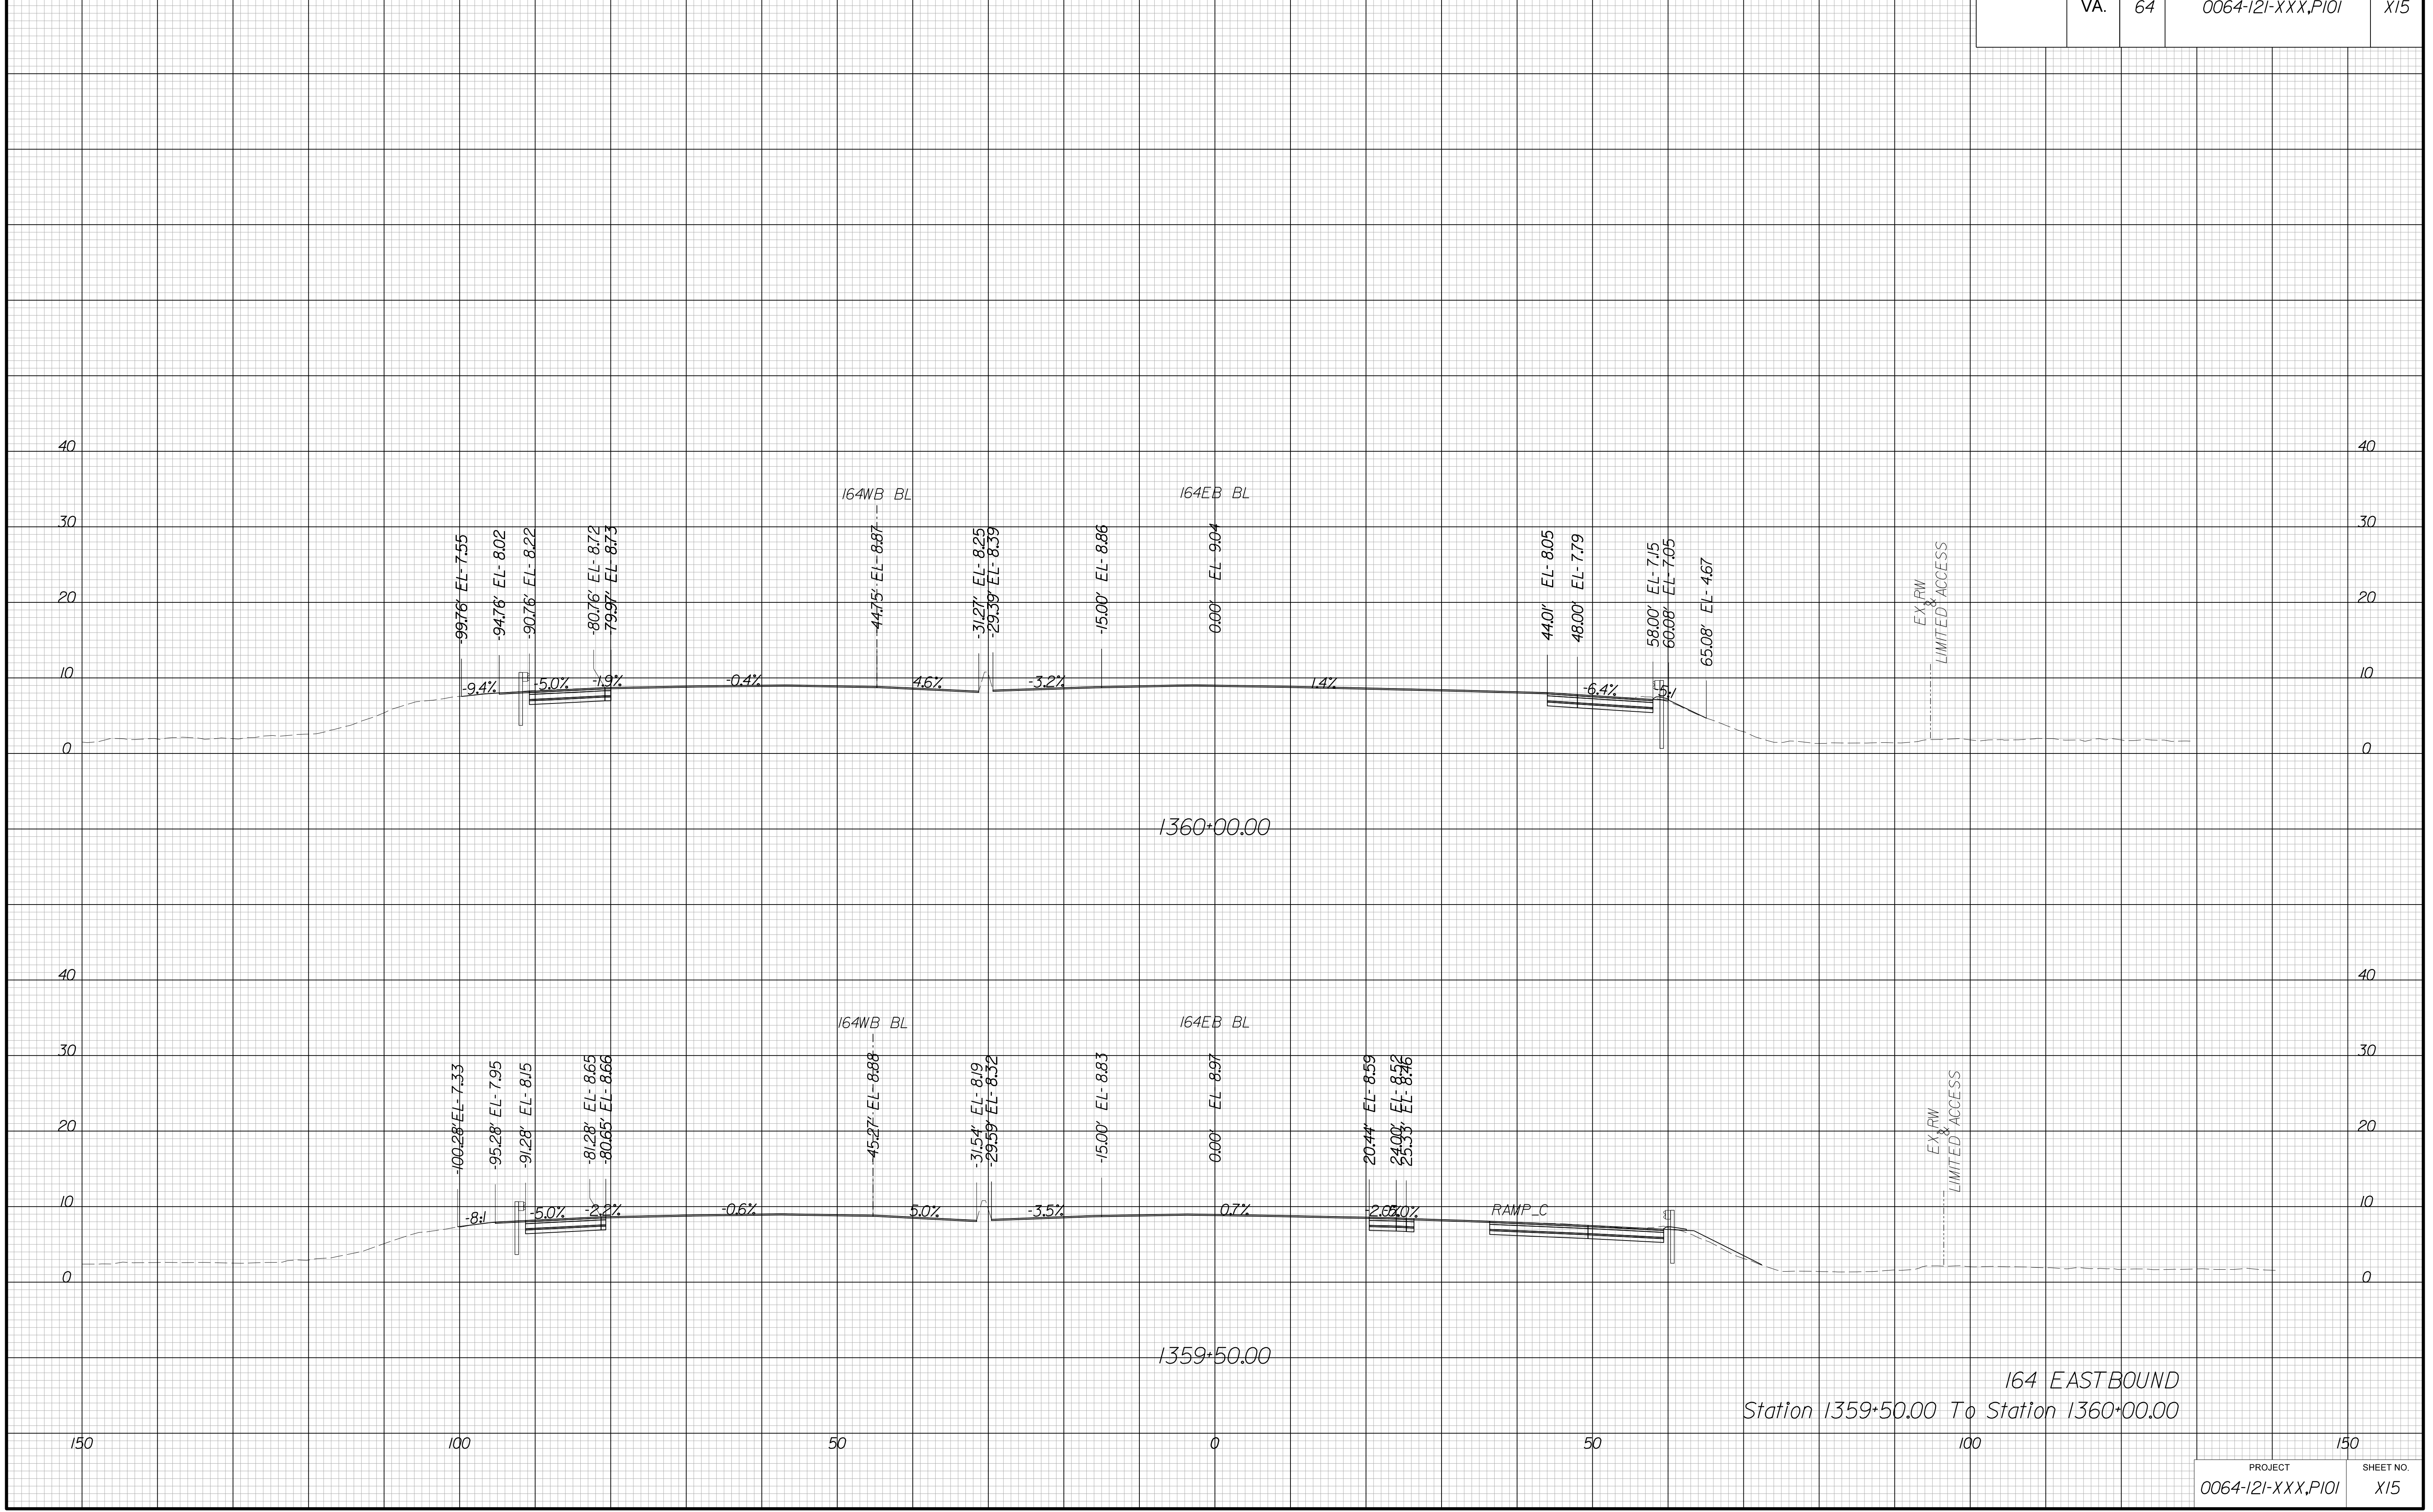 VA. 64 0064-121-XXX,P101 X15
40 40
I64WB BL I64EB BL
30 30
-99.76' EL- 7.55
-94.76' EL- 8.02
-90.76' EL- 8.22
-80.76' EL- 8.72
79.97' EL- 8.73
-44.75' EL- 8.87
-31.27' EL- 8.25
-29.39' EL- 8.39
-15.00' EL- 8.86
0.00' EL 9.04
44.01' EL- 8.05
48.00' EL- 7.79
58.00' EL- 7.15
60.08' EL- 7.05
65.08' EL- 4.67
EX RW
&
LIMITED ACCESS
20 20
10 10
-9.4% -5.0% -1.9% -0.4% 4.6% -3.2% 1.4% -6.4% -5:1
0 0
1360+00.00
40 40
I64WB BL I64EB BL
30 30
-100.28' EL- 7.33
-95.28' EL- 7.95
-91.28' EL- 8.15
-81.28' EL- 8.65
-80.65' EL- 8.66
45.27' EL- 8.88
-31.54' EL- 8.19
-29.59' EL- 8.32
-15.00' EL- 8.83
0.00' EL 8.97
20.44' EL- 8.59
24.00' EL- 8.52
25.33' EL- 8.46
EX RW
&
LIMITED ACCESS
20 20
10 10
-8:1 -5.0% -2.2% -0.6% 5.0% -3.5% 0.7% -2.0% RAMP_C
0 0
1359+50.00
I64 EASTBOUND
Station 1359+50.00 To Station 1360+00.00
150 100 50 0 50 100 150
PROJECT SHEET NO.
0064-121-XXX,P101 X15